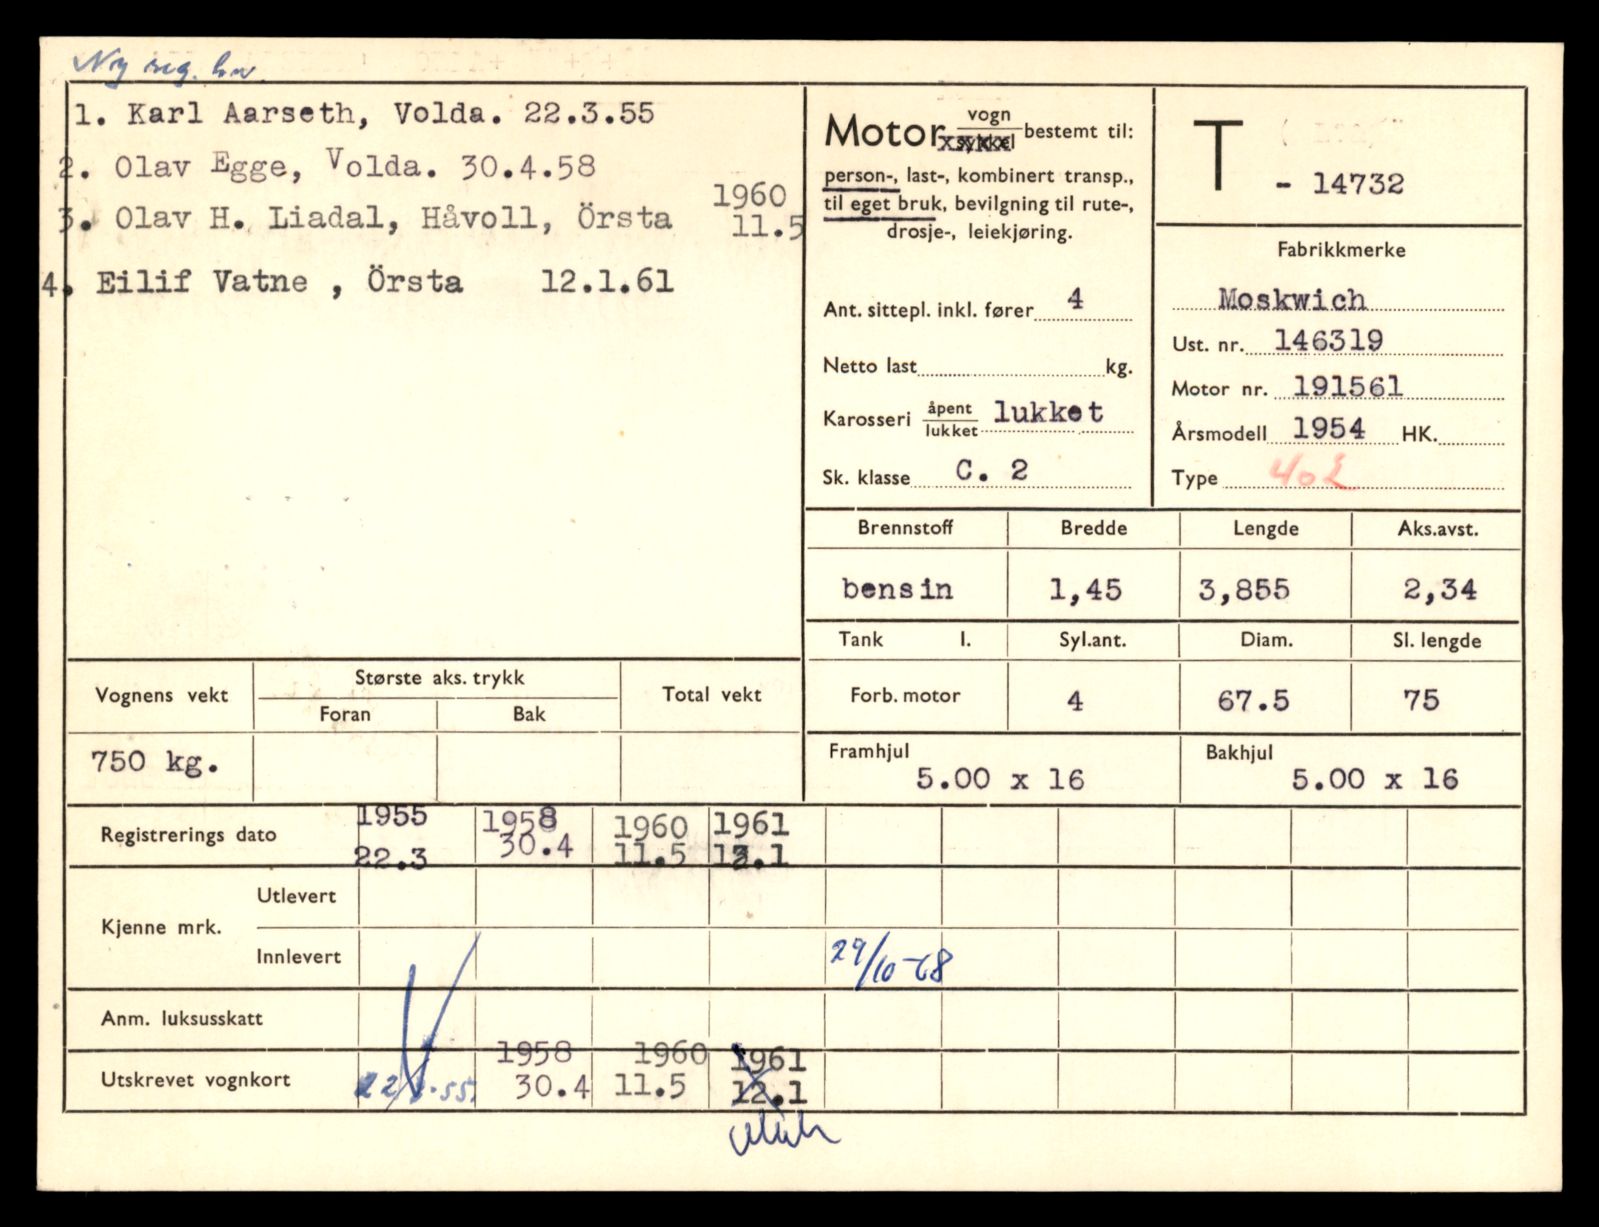 Ny reg. kv.
1. Karl Aarseth, Volda. 22.3.55
2. Olav Egge, Volda. 30.4.58
3. Olav H. Liadal, Håvoll, Örsta 1960 11.5
4. Eilif Vatne , Örsta 12.1.61
Motor vogn / sykkel bestemt til:
person-, last-, kombinert transp.,
til eget bruk, bevilgning til rute-,
drosje-, leiekjøring.
Ant. sittepl. inkl. fører 4
Netto last kg.
Karosseri åpent / lukket lukket
Sk. klasse C. 2
T - 14732
Fabrikkmerke
Moskwich
Ust. nr. 146319
Motor nr. 191561
Årsmodell 1954 HK.
Type 402
Brennstoff Bredde Lengde Aks.avst.
bensin 1,45 3,855 2,34
Tank l. Syl.ant. Diam. Sl. lengde
Forb. motor 4 67.5 75
Framhjul Bakhjul
5.00 x 16 5.00 x 16
Vognens vekt Største aks. trykk Total vekt
Foran Bak
750 kg.
Registrerings dato 1955 1958 1960 1961
22.3 30.4 11.5 12.1
Kjenne mrk. Utlevert
Innlevert 29/10-68
Anm. luksusskatt
1958 1960 1961
Utskrevet vognkort 22.3.55 30.4 11.5 12.1